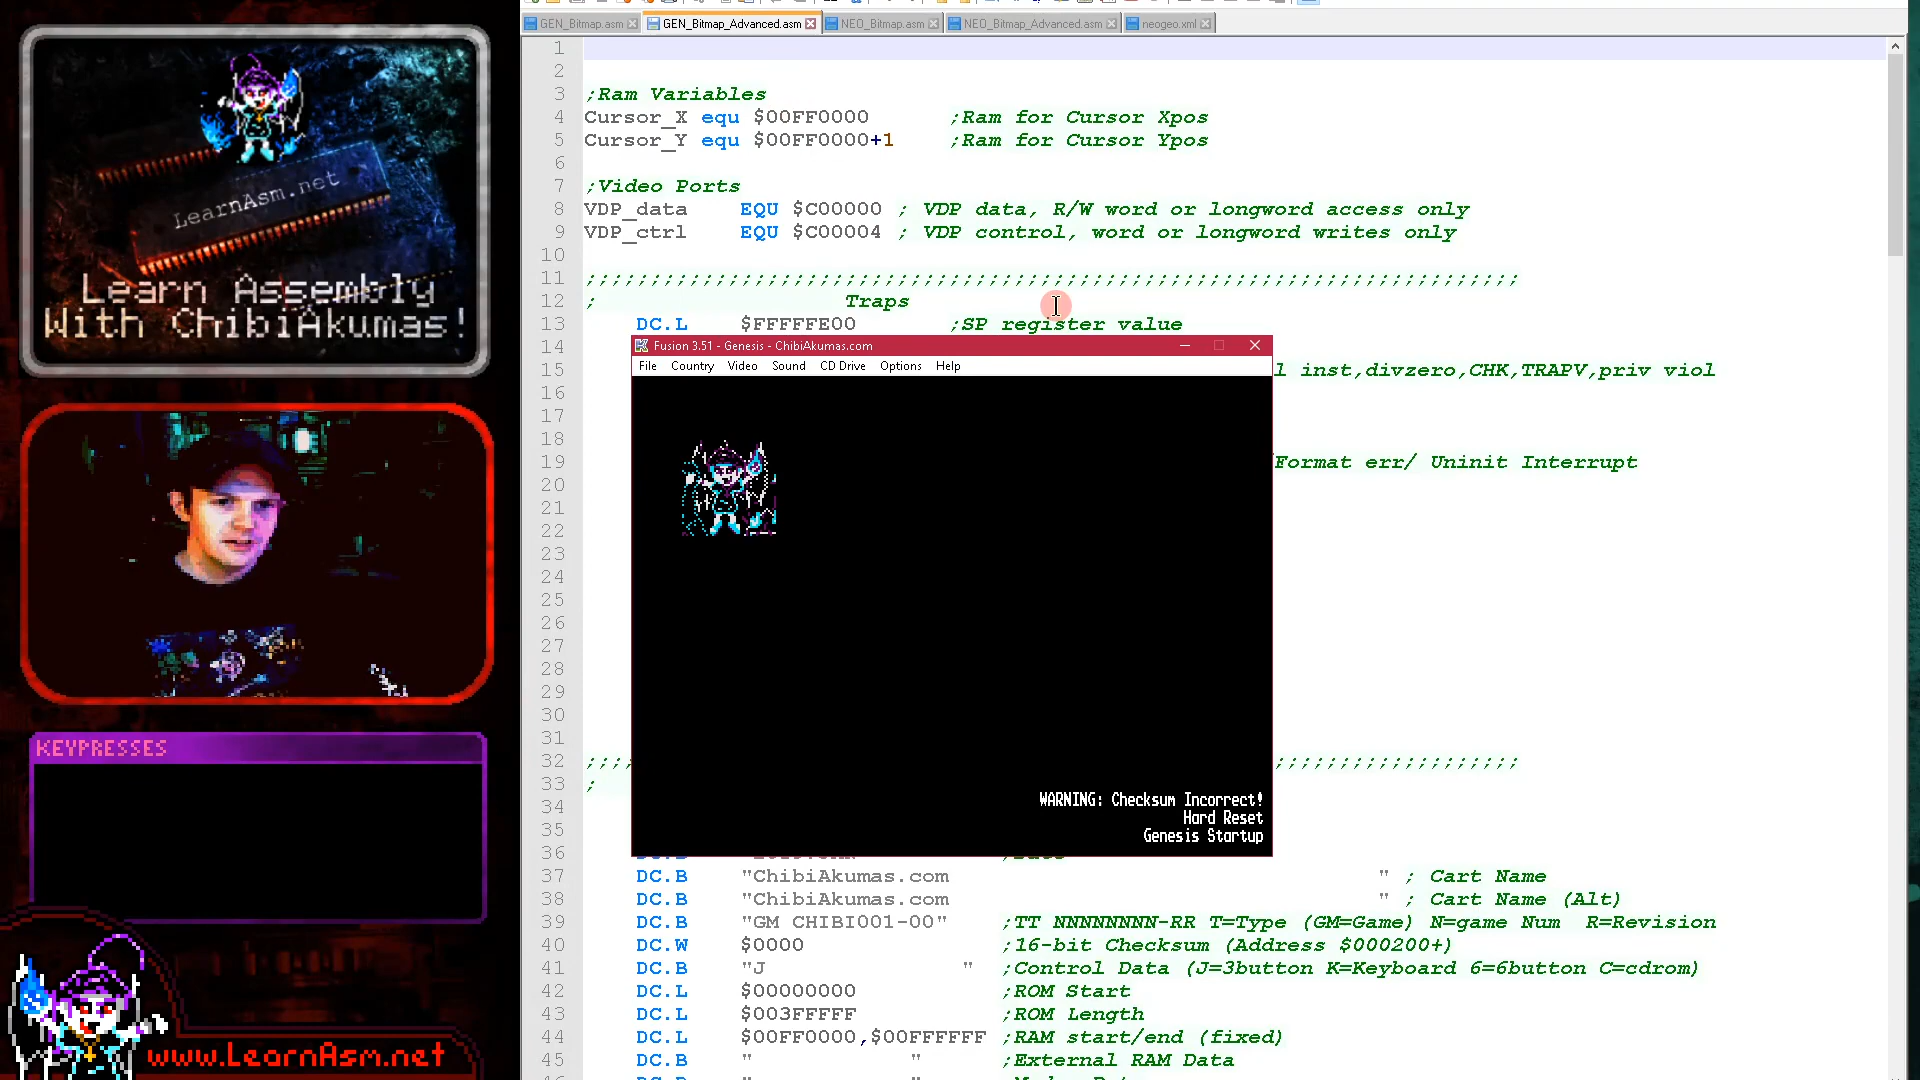 LearnAsm.net
Learn Assembly
With ChibiAkumas!
KEYPRESSES
www.LearnAsm.net
GEN_Bitmap.asm GEN_Bitmap_Advanced.asm NEO_Bitmap.asm NEO_Bitmap_Advanced.asm neogeo.xml
1
2
3 ;Ram Variables
4 Cursor_X equ $00FF0000 ;Ram for Cursor Xpos
5 Cursor_Y equ $00FF0000+1 ;Ram for Cursor Ypos
6
7 ;Video Ports
8 VDP_data EQU $C00000 ; VDP data, R/W word or longword access only
9 VDP_ctrl EQU $C00004 ; VDP control, word or longword writes only
10
11 ;;;;;;;;;;;;;;;;;;;;;;;;;;;;;;;;;;;;;;;;;;;;;;;;;;;;;;;;;;;;;;;;;;;;;;;;
12 ; Traps
13 DC.L $FFFFFE00 ;SP register value
14
15 l inst,divzero,CHK,TRAPV,priv viol
16
17
18
19 Format err/ Uninit Interrupt
20
21
22
23
24
25
26
27
28
29
30
31
32 ;;;; ;;;;;;;;;;;;;;;;;;;
33 ;
34
35
36
37 DC.B "ChibiAkumas.com " ; Cart Name
38 DC.B "ChibiAkumas.com " ; Cart Name (Alt)
39 DC.B "GM CHIBI001-00" ;TT NNNNNNNN-RR T=Type (GM=Game) N=game Num R=Revision
40 DC.W $0000 ;16-bit Checksum (Address $000200+)
41 DC.B "J " ;Control Data (J=3button K=Keyboard 6=6button C=cdrom)
42 DC.L $00000000 ;ROM Start
43 DC.L $003FFFFF ;ROM Length
44 DC.L $00FF0000,$00FFFFFF ;RAM start/end (fixed)
45 DC.B " " ;External RAM Data
Fusion 3.51 - Genesis - ChibiAkumas.com
File Country Video Sound CD Drive Options Help
WARNING: Checksum Incorrect!
Hard Reset
Genesis Startup